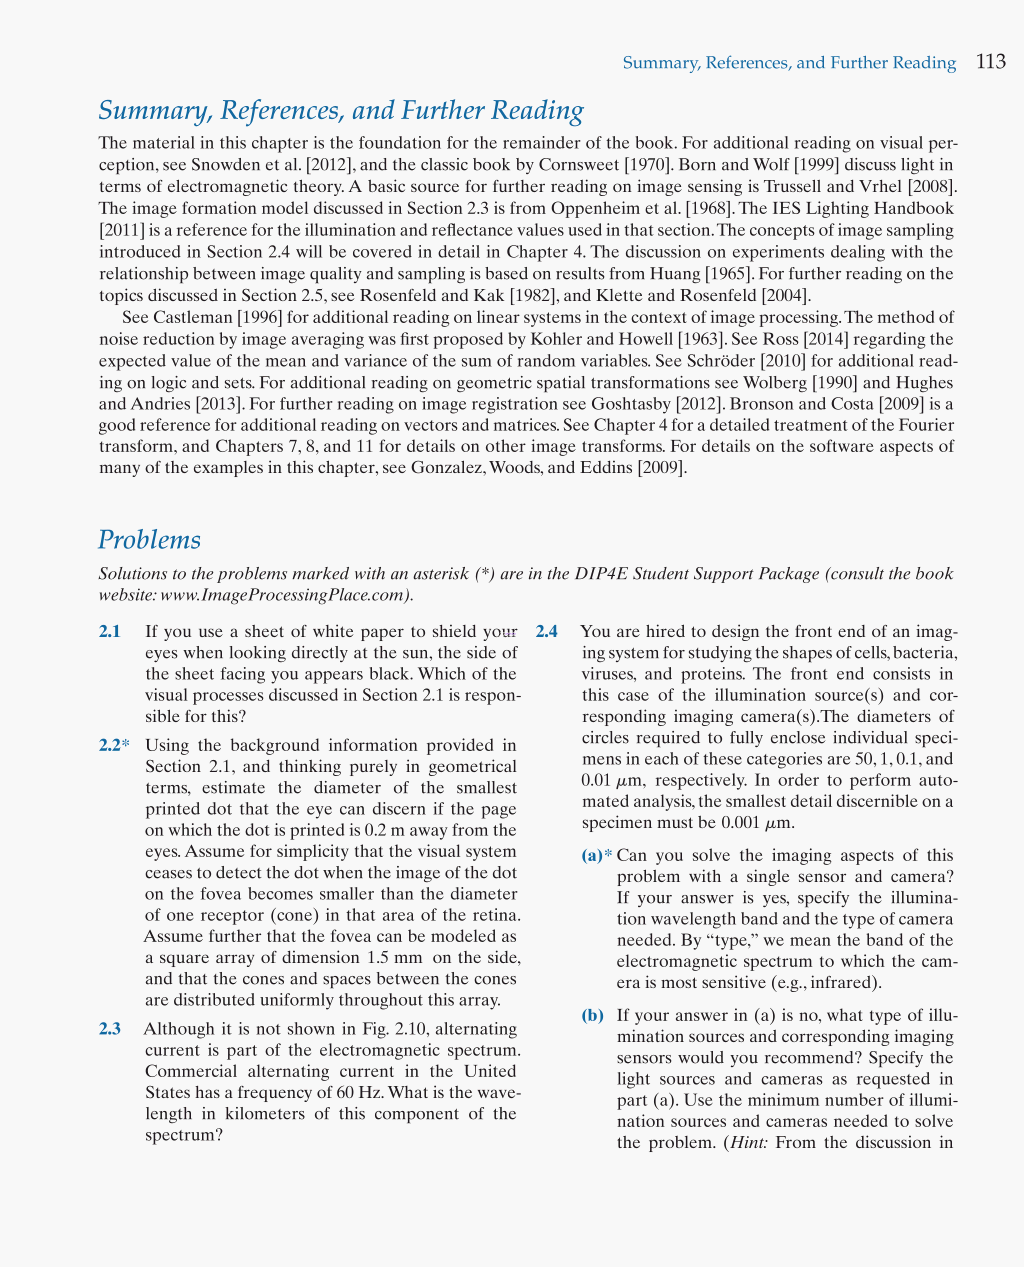 Summary, References, and Further Reading 113
Summary, References, and Further Reading
The material in this chapter is the foundation for the remainder of the book. For additional reading on visual per-
ception, see Snowden et al. [2012], and the classic book by Cornsweet [1970]. Born and Wolf [1999] discuss light in
terms of electromagnetic theory. A basic source for further reading on image sensing is Trussell and Vrhel [2008].
The image formation model discussed in Section 2.3 is from Oppenheim et al. [1968]. The IES Lighting Handbook
[2011] is a reference for the illumination and reflectance values used in that section. The concepts of image sampling
introduced in Section 2.4 will be covered in detail in Chapter 4. The discussion on experiments dealing with the
relationship between image quality and sampling is based on results from Huang [1965]. For further reading on the
topics discussed in Section 2.5, see Rosenfeld and Kak [1982], and Klette and Rosenfeld [2004].
See Castleman [1996] for additional reading on linear systems in the context of image processing. The method of
noise reduction by image averaging was first proposed by Kohler and Howell [1963]. See Ross [2014] regarding the
expected value of the mean and variance of the sum of random variables. See Schröder [2010] for additional read-
ing on logic and sets. For additional reading on geometric spatial transformations see Wolberg [1990] and Hughes
and Andries [2013]. For further reading on image registration see Goshtasby [2012]. Bronson and Costa [2009] is a
good reference for additional reading on vectors and matrices. See Chapter 4 for a detailed treatment of the Fourier
transform, and Chapters 7, 8, and 11 for details on other image transforms. For details on the software aspects of
many of the examples in this chapter, see Gonzalez, Woods, and Eddins [2009].
Problems
Solutions to the problems marked with an asterisk (*) are in the DIP4E Student Support Package (consult the book
website: www.ImageProcessingPlace.com).
2.1 If you use a sheet of white paper to shield your
eyes when looking directly at the sun, the side of
the sheet facing you appears black. Which of the
visual processes discussed in Section 2.1 is respon-
sible for this?
2.2* Using the background information provided in
Section 2.1, and thinking purely in geometrical
terms, estimate the diameter of the smallest
printed dot that the eye can discern if the page
on which the dot is printed is 0.2 m away from the
eyes. Assume for simplicity that the visual system
ceases to detect the dot when the image of the dot
on the fovea becomes smaller than the diameter
of one receptor (cone) in that area of the retina.
Assume further that the fovea can be modeled as
a square array of dimension 1.5 mm on the side,
and that the cones and spaces between the cones
are distributed uniformly throughout this array.
2.3 Although it is not shown in Fig. 2.10, alternating
current is part of the electromagnetic spectrum.
Commercial alternating current in the United
States has a frequency of 60 Hz. What is the wave-
length in kilometers of this component of the
spectrum?
2.4 You are hired to design the front end of an imag-
ing system for studying the shapes of cells, bacteria,
viruses, and proteins. The front end consists in
this case of the illumination source(s) and cor-
responding imaging camera(s).The diameters of
circles required to fully enclose individual speci-
mens in each of these categories are 50, 1, 0.1, and
0.01 μm, respectively. In order to perform auto-
mated analysis, the smallest detail discernible on a
specimen must be 0.001 μm.
(a)* Can you solve the imaging aspects of this
problem with a single sensor and camera?
If your answer is yes, specify the illumina-
tion wavelength band and the type of camera
needed. By “type,” we mean the band of the
electromagnetic spectrum to which the cam-
era is most sensitive (e.g., infrared).
(b) If your answer in (a) is no, what type of illu-
mination sources and corresponding imaging
sensors would you recommend? Specify the
light sources and cameras as requested in
part (a). Use the minimum number of illumi-
nation sources and cameras needed to solve
the problem. (Hint: From the discussion in